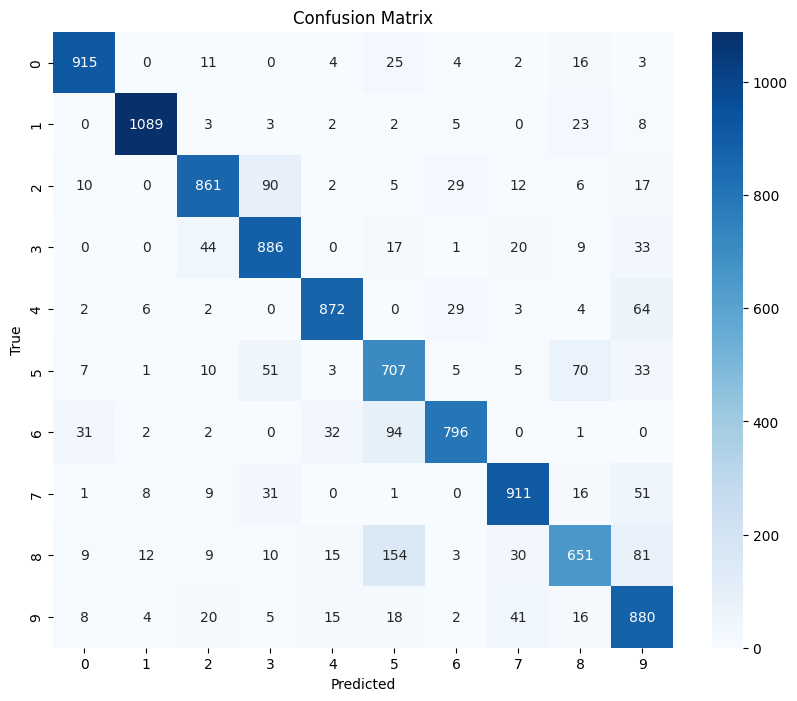 Confusion Matrix
0 915 0 11 0 4 25 4 2 16 3
1 0 1089 3 3 2 2 5 0 23 8
2 10 0 861 90 2 5 29 12 6 17
3 0 0 44 886 0 17 1 20 9 33
4 2 6 2 0 872 0 29 3 4 64
5 7 1 10 51 3 707 5 5 70 33
6 31 2 2 0 32 94 796 0 1 0
7 1 8 9 31 0 1 0 911 16 51
8 9 12 9 10 15 154 3 30 651 81
9 8 4 20 5 15 18 2 41 16 880
0 1 2 3 4 5 6 7 8 9
Predicted
True
1000
800
600
400
200
0